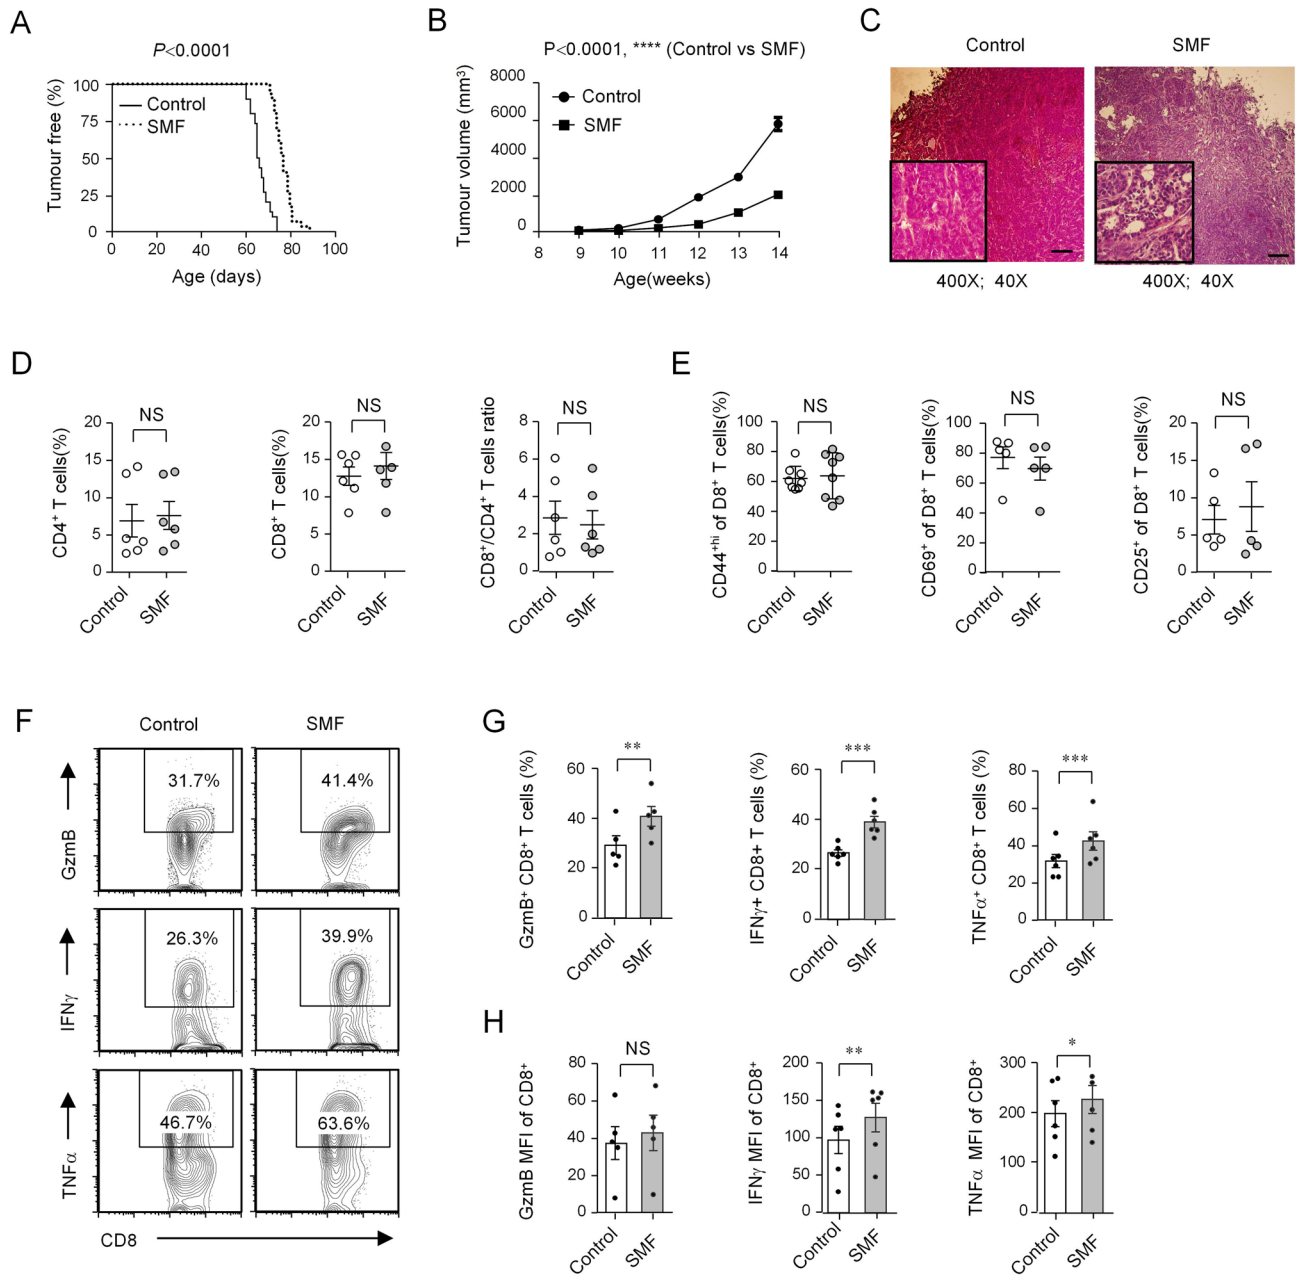 A
P<0.0001
Tumour free (%)
100
75
50
25
0
Control
SMF
0 20 40 60 80 100
Age (days)
B
P<0.0001, **** (Control vs SMF)
Tumour volume (mm³)
8000
6000
4000
2000
0
Control
SMF
8 9 10 11 12 13 14
Age(weeks)
C
Control SMF
400X; 40X 400X; 40X
D
CD4⁺ T cells(%)
20
15
10
5
0
NS
Control SMF
CD8⁺ T cells(%)
20
15
10
5
0
NS
Control SMF
CD8⁺/CD4⁺ T cells ratio
8
6
4
2
0
NS
Control SMF
E
CD44⁺ʰⁱ of D8⁺ T cells(%)
100
80
60
40
20
0
NS
Control SMF
CD69⁺ of D8⁺ T cells(%)
100
80
60
40
20
0
NS
Control SMF
CD25⁺ of D8⁺ T cells(%)
20
15
10
5
0
NS
Control SMF
F
Control SMF
GzmB
31.7% 41.4%
IFNγ
26.3% 39.9%
TNFα
46.7% 63.6%
CD8
G
GzmB⁺ CD8⁺ T cells (%)
60
40
20
0
**
Control SMF
IFNγ+ CD8+ T cells (%)
60
40
20
0
***
Control SMF
TNFα⁺ CD8⁺ T cells (%)
80
60
40
20
0
***
Control SMF
H
GzmB MFI of CD8⁺
80
60
40
20
0
NS
Control SMF
IFNγ MFI of CD8⁺
200
150
100
50
0
**
Control SMF
TNFα MFI of CD8⁺
300
200
100
0
*
Control SMF